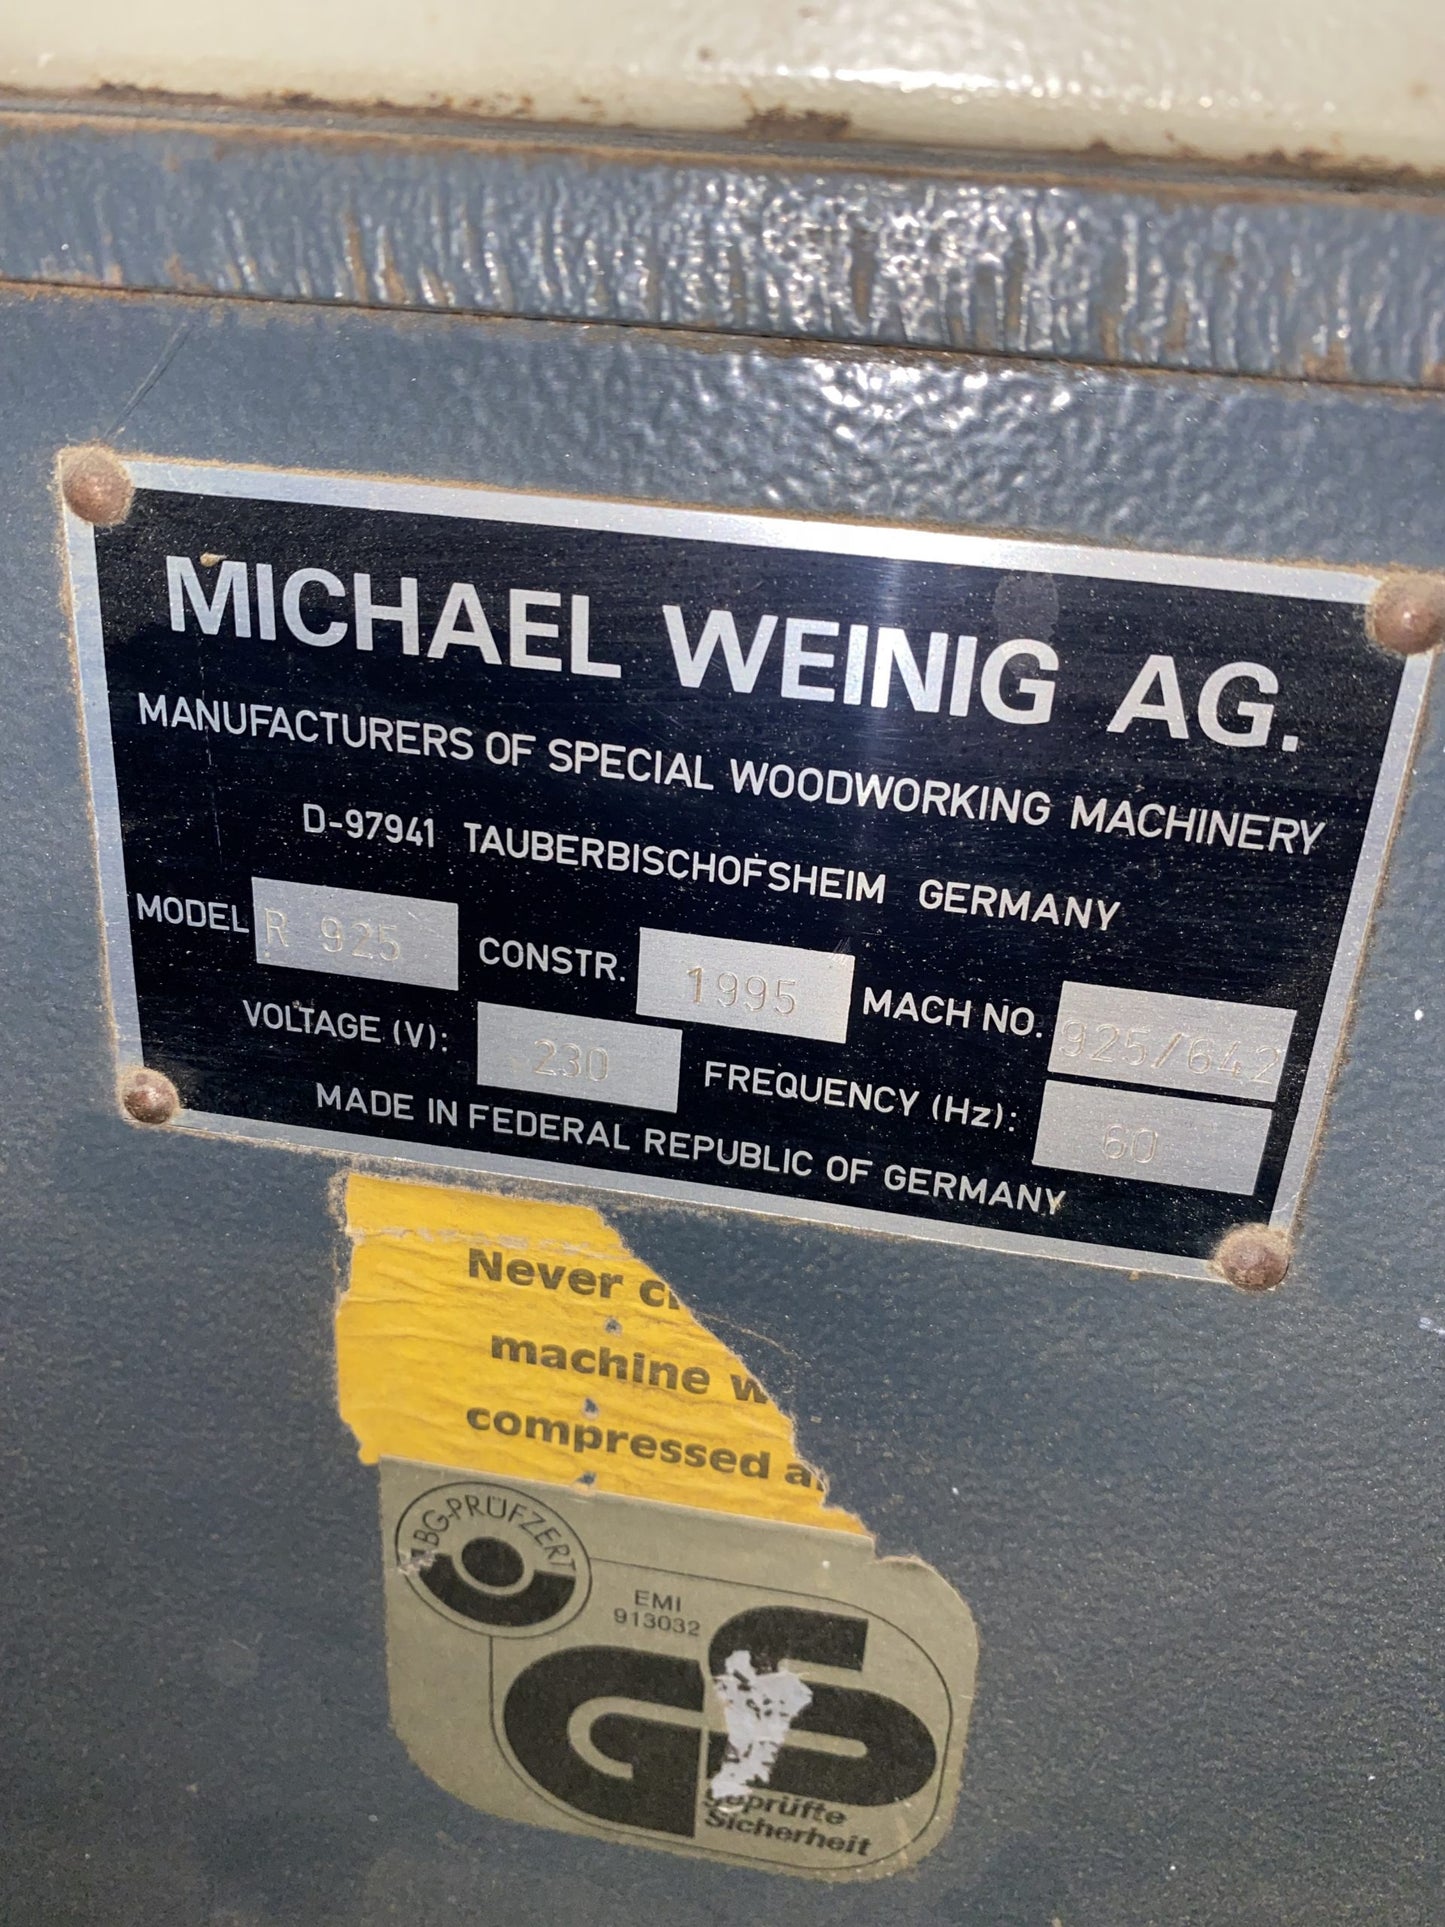 MICHAEL WEINIG AG.
MANUFACTURERS OF SPECIAL WOODWORKING MACHINERY
D-97941 TAUBERBISCHOFSHEIM GERMANY
MODEL R 925 CONSTR. 1995 MACH NO. 925/642
VOLTAGE (V): 230 FREQUENCY (Hz): 60
MADE IN FEDERAL REPUBLIC OF GERMANY
Never
machine
compressed
BG-PRÜFZERT
EMI
913032
GS
geprüfte
Sicherheit